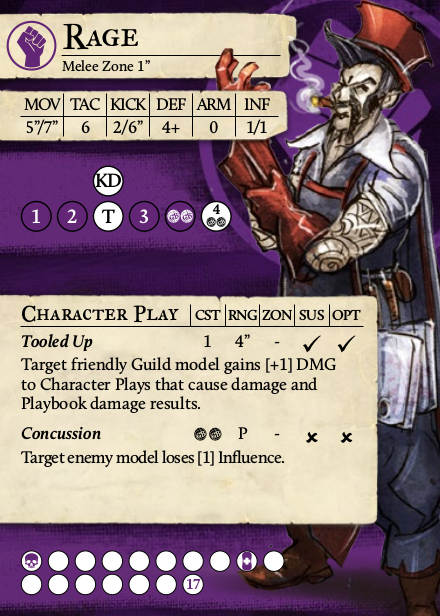 Rage
Melee Zone 1”
MOV TAC KICK DEF ARM INF
5”/7” 6 2/6” 4+ 0 1/1
KD
1 2 T 3 4
Character Play CST RNG ZON SUS OPT
Tooled Up 1 4” - ✓ ✓
Target friendly Guild model gains [+1] DMG
to Character Plays that cause damage and
Playbook damage results.
Concussion P - ✘ ✘
Target enemy model loses [1] Influence.
17